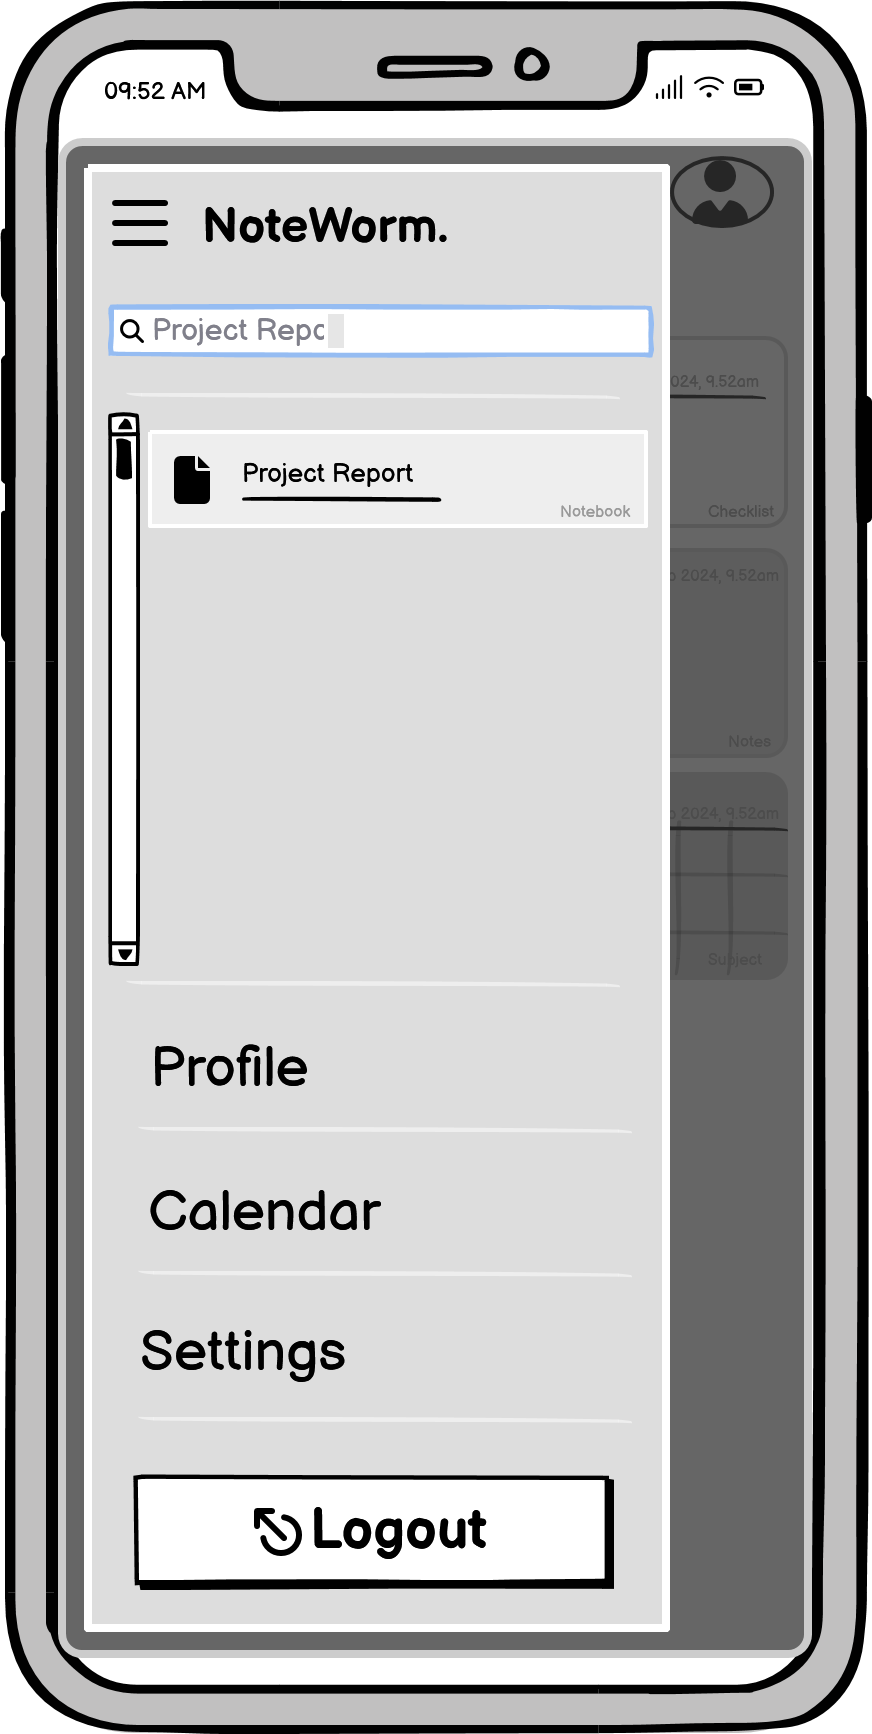 09:52 AM
NoteWorm.
Project Repo
024, 9.52am
Project Report
Notebook
Checklist
2024, 9.52am
Notes
2024, 9.52am
Subject
Profile
Calendar
Settings
Logout